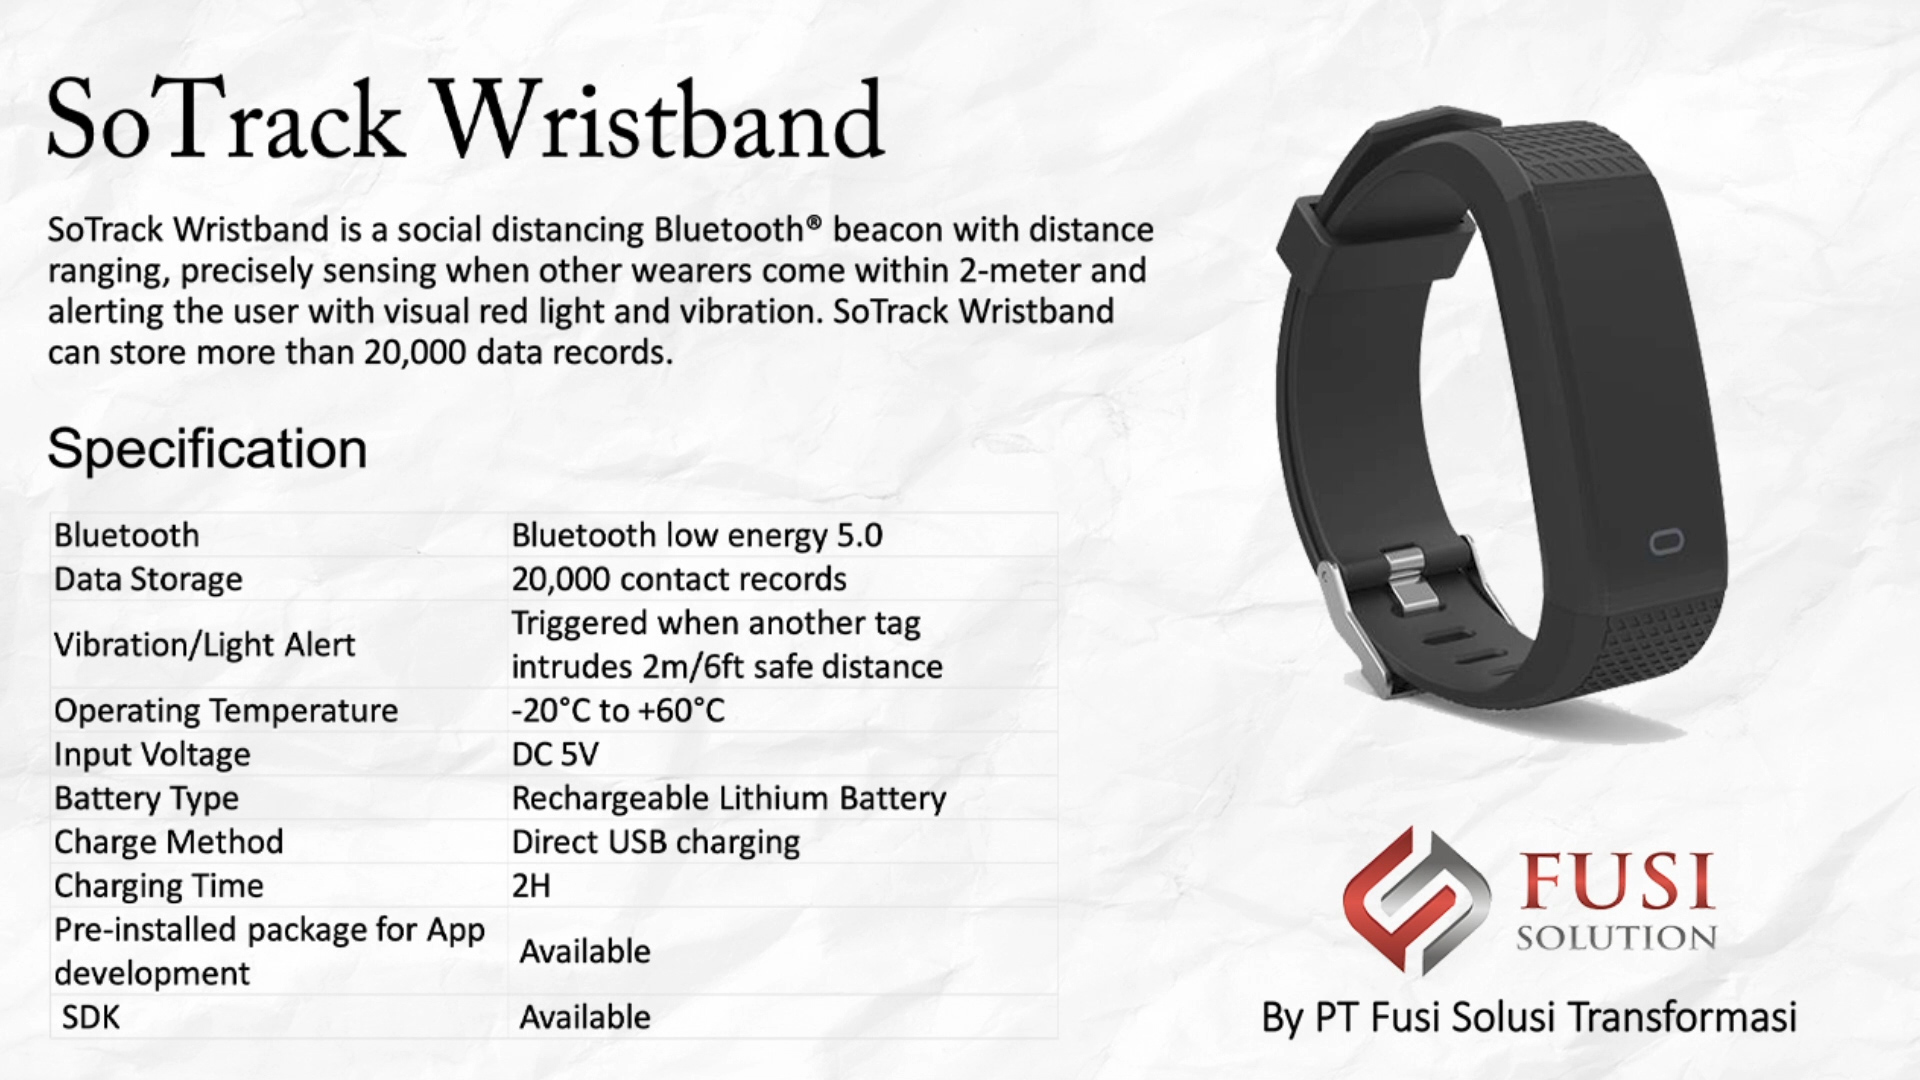 SoTrack Wristband
SoTrack Wristband is a social distancing Bluetooth® beacon with distance
ranging, precisely sensing when other wearers come within 2-meter and
alerting the user with visual red light and vibration. SoTrack Wristband
can store more than 20,000 data records.
Specification
Bluetooth Bluetooth low energy 5.0
Data Storage 20,000 contact records
Vibration/Light Alert Triggered when another tag
intrudes 2m/6ft safe distance
Operating Temperature -20°C to +60°C
Input Voltage DC 5V
Battery Type Rechargeable Lithium Battery
Charge Method Direct USB charging
Charging Time 2H
Pre-installed package for App
development Available
SDK Available
FUSI
SOLUTION
By PT Fusi Solusi Transformasi